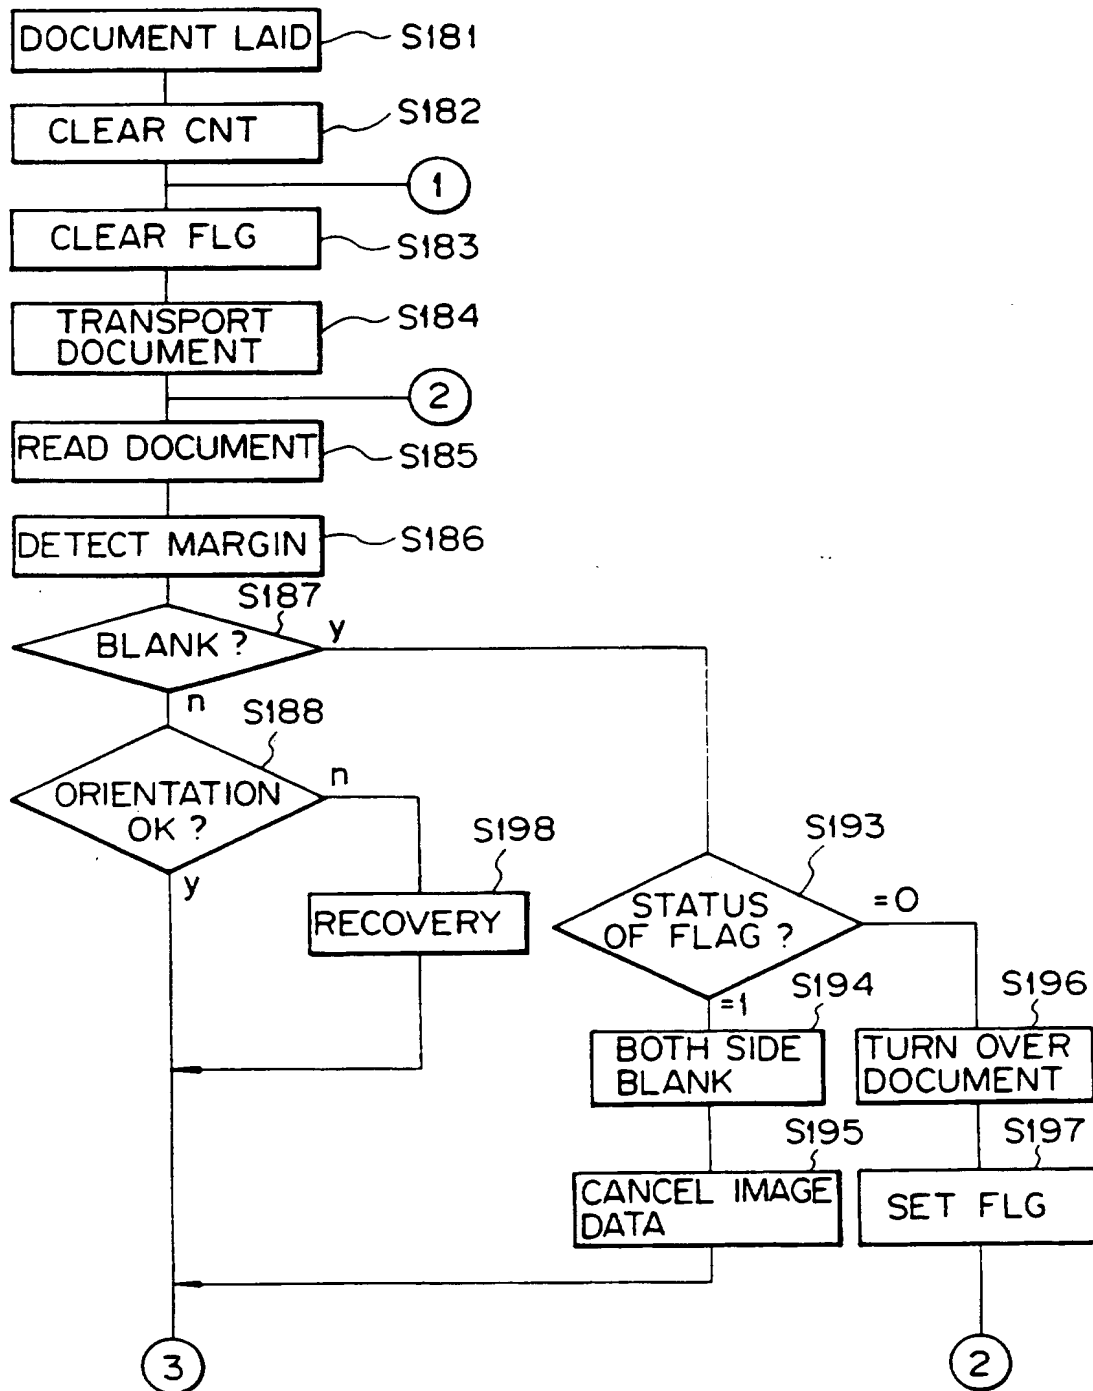 DOCUMENT LAID
S181
CLEAR CNT
S182
1
CLEAR FLG
S183
TRANSPORT
DOCUMENT
S184
2
READ DOCUMENT
S185
DETECT MARGIN
S186
S187
BLANK ?
y
n
S188
ORIENTATION
OK ?
n
y
S198
RECOVERY
S193
STATUS
OF FLAG ?
=0
=1
S194
BOTH SIDE
BLANK
S196
TURN OVER
DOCUMENT
S195
CANCEL IMAGE
DATA
S197
SET FLG
3
2